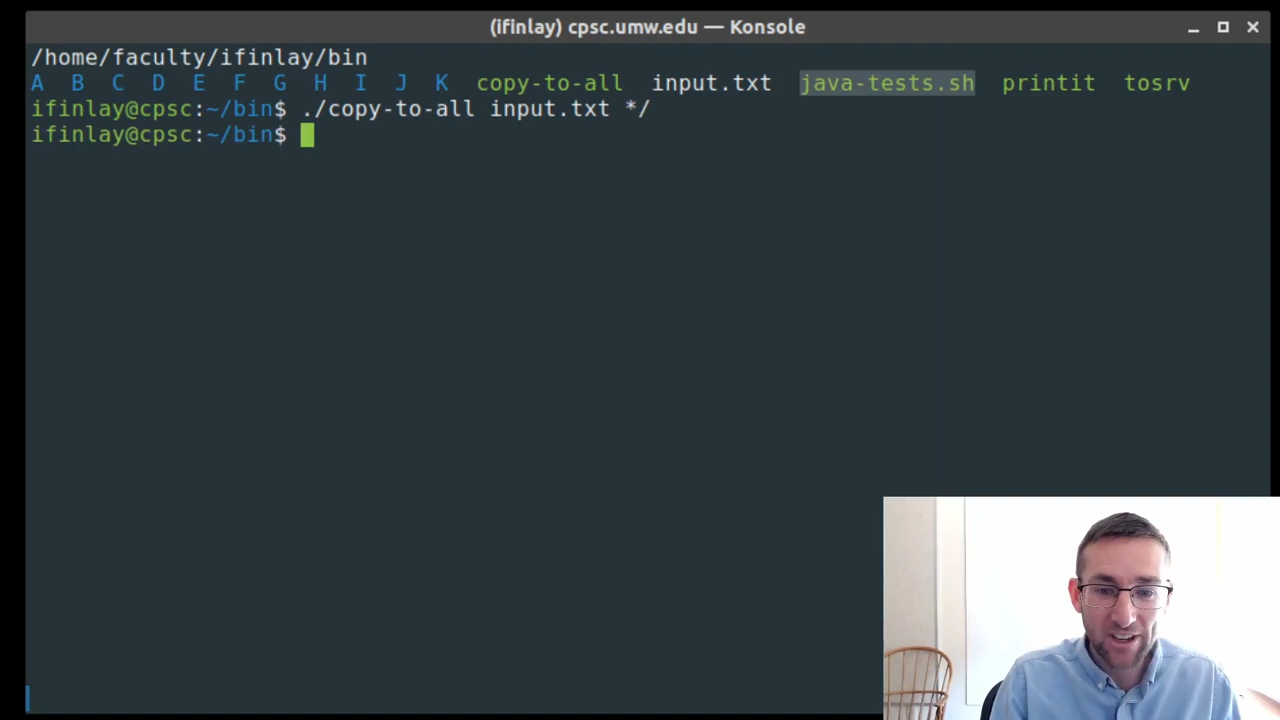 (ifinlay) cpsc.umw.edu — Konsole
/home/faculty/ifinlay/bin
A B C D E F G H I J K copy-to-all input.txt java-tests.sh printit tosrv
ifinlay@cpsc:~/bin$ ./copy-to-all input.txt */
ifinlay@cpsc:~/bin$